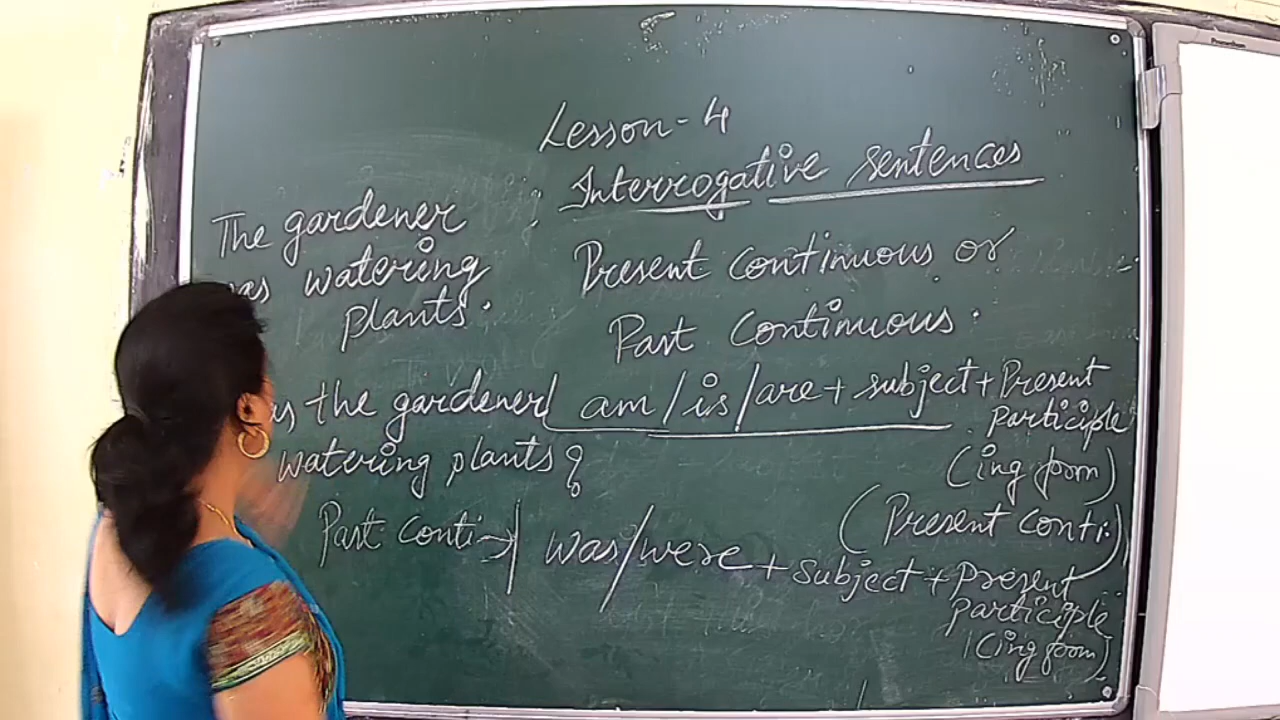 Lesson - 4
Interrogative sentences
The gardener
was watering
plants.
Present continuous or
Past Continuous.
the gardener
watering plants?
am/is/are + subject + Present
participle
(ing form)
(Present conti.)
Past conti → was/were + subject + Present
participle
(ing form)